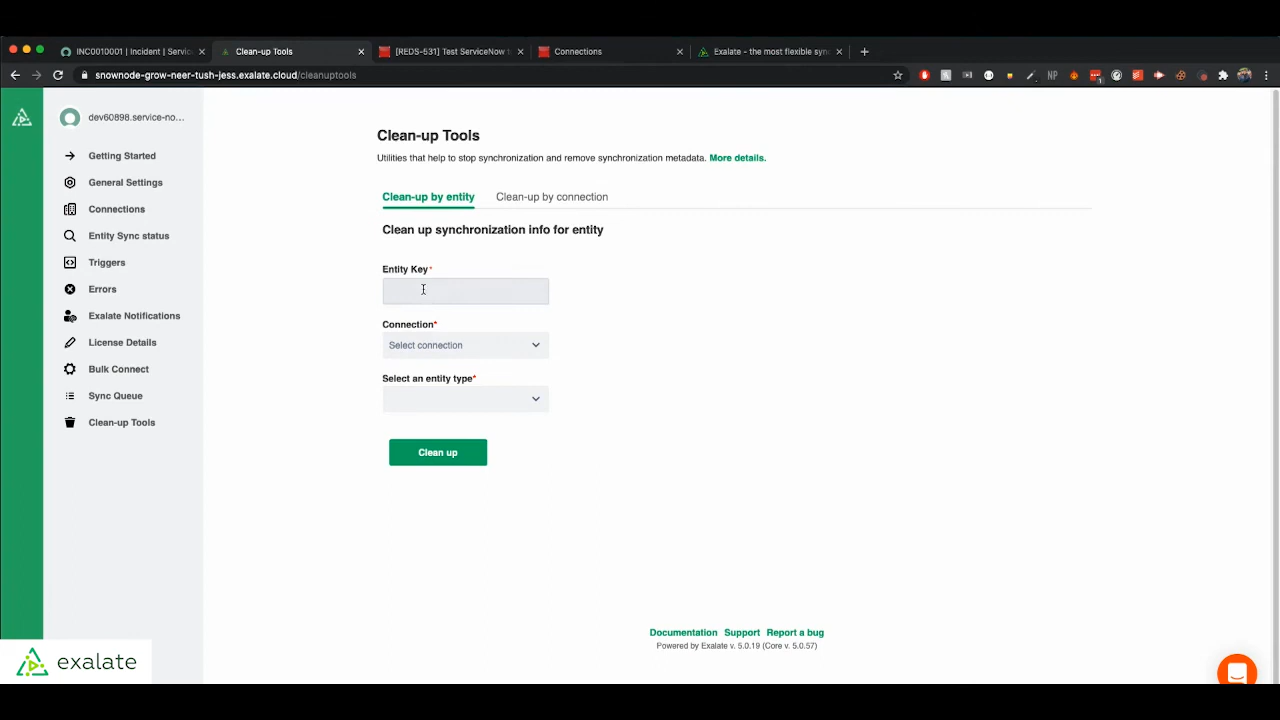 INC0010001 | Incident | Servic
Clean-up Tools
[REDS-531] Test ServiceNow
Connections
Exalate - the most flexible syn
snownode-grow-neer-tush-jess.exalate.cloud/cleanuptools
NP
dev60898.service-no...
Getting Started
General Settings
Connections
Entity Sync status
Triggers
Errors
Exalate Notifications
License Details
Bulk Connect
Sync Queue
Clean-up Tools
Clean-up Tools
Utilities that help to stop synchronization and remove synchronization metadata. More details.
Clean-up by entity
Clean-up by connection
Clean up synchronization info for entity
Entity Key*
Connection*
Select connection
Select an entity type*
Clean up
Documentation Support Report a bug
Powered by Exalate v. 5.0.19 (Core v. 5.0.57)
exalate